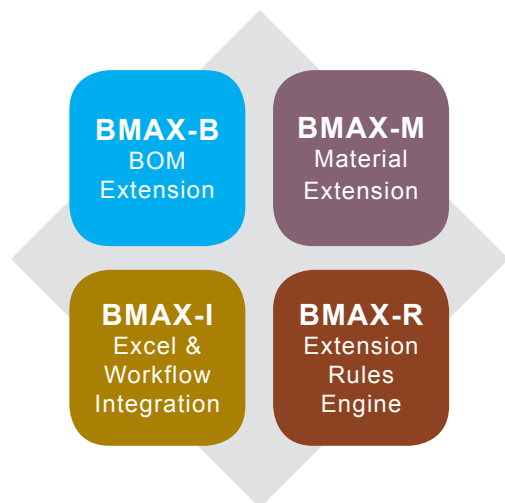 BMAX-B
BOM
Extension
BMAX-M
Material
Extension
BMAX-I
Excel &
Workflow
Integration
BMAX-R
Extension
Rules
Engine